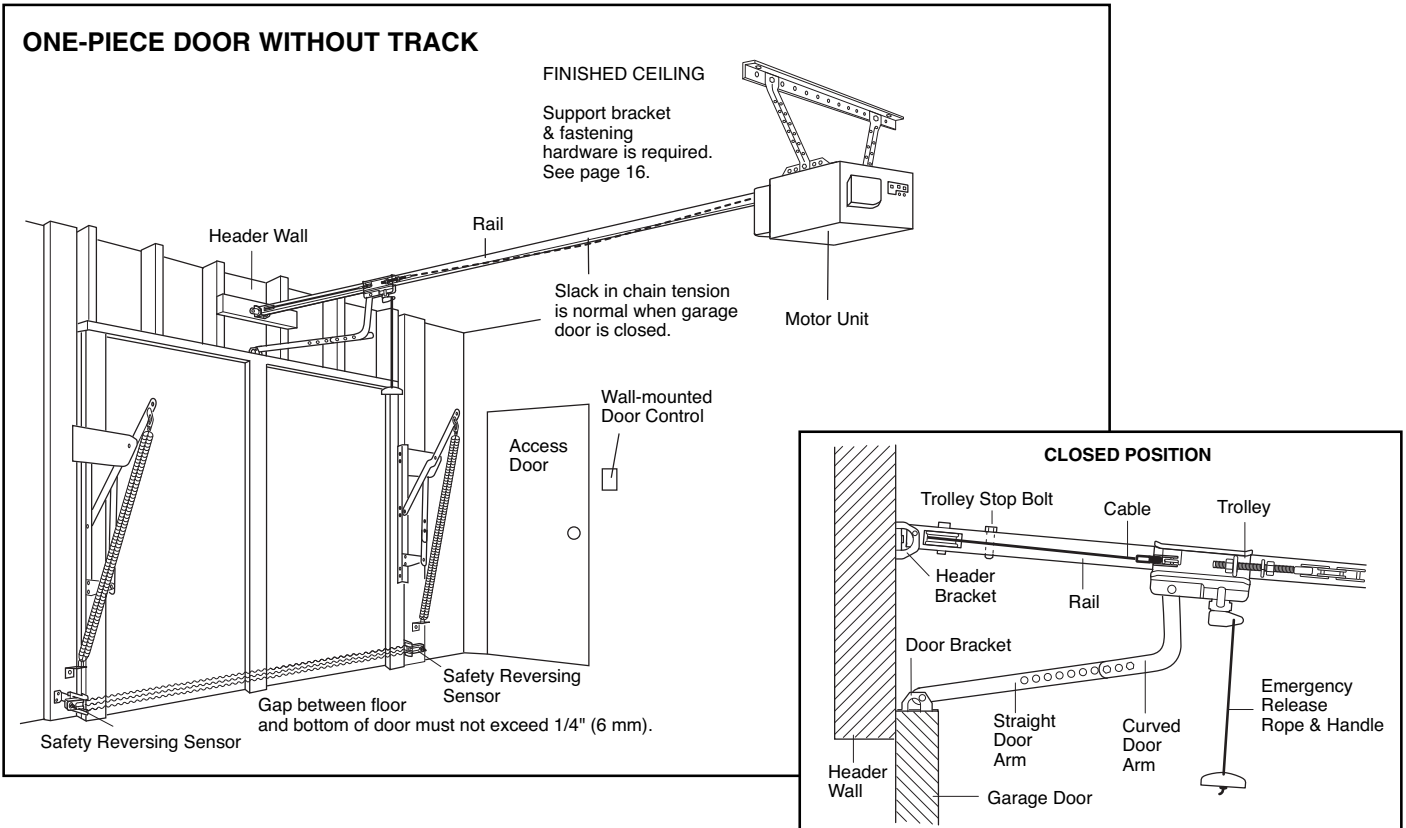 ONE-PIECE DOOR WITHOUT TRACK
FINISHED CEILING
Support bracket
& fastening
hardware is required.
See page 16.
Header Wall
Rail
Slack in chain tension
is normal when garage
door is closed.
Motor Unit
Wall-mounted
Door Control
Access
Door
Safety Reversing
Sensor
Gap between floor
and bottom of door must not exceed 1/4" (6 mm).
Safety Reversing Sensor
CLOSED POSITION
Trolley Stop Bolt
Cable
Trolley
Header
Bracket
Rail
Door Bracket
Straight
Door
Arm
Curved
Door
Arm
Emergency
Release
Rope & Handle
Header
Wall
Garage Door